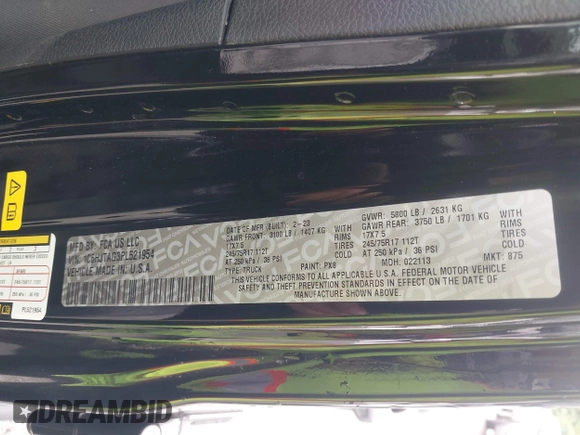 MFD BY: FCA US LLC
VIN: 1C6HJTAG3PL521954
VEHICLE MADE IN U.S.A.
DATE OF MFR (BUILT): 2-23
GAWR FRONT: 3100 LB / 1407 KG
17X7.5
245/75R17 112T
AT 250 kPa / 36 PSI
PAINT: PX8
WITH
RIMS
TIRES
COLD
GVWR: 5800 LB / 2631 KG
GAWR REAR: 3750 LB / 1701 KG
17X7.5
245/75R17 112T
AT 250 kPa / 36 PSI
MDH: 022113
WITH
RIMS
TIRES
COLD
MKT: 875
TYPE: TRUCK
THIS VEHICLE CONFORMS TO ALL APPLICABLE U.S.A. FEDERAL MOTOR VEHICLE
SAFETY, BUMPER, AND THEFT PREVENTION STANDARDS IN EFFECT
ON THE DATE OF MANUFACTURE SHOWN ABOVE
PL521954
DREAMBID